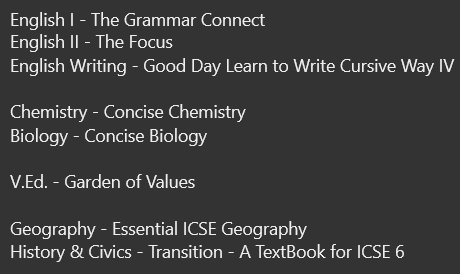 English I - The Grammar Connect
English II - The Focus
English Writing - Good Day Learn to Write Cursive Way IV
Chemistry - Concise Chemistry
Biology - Concise Biology
V.Ed. - Garden of Values
Geography - Essential ICSE Geography
History & Civics - Transition - A TextBook for ICSE 6